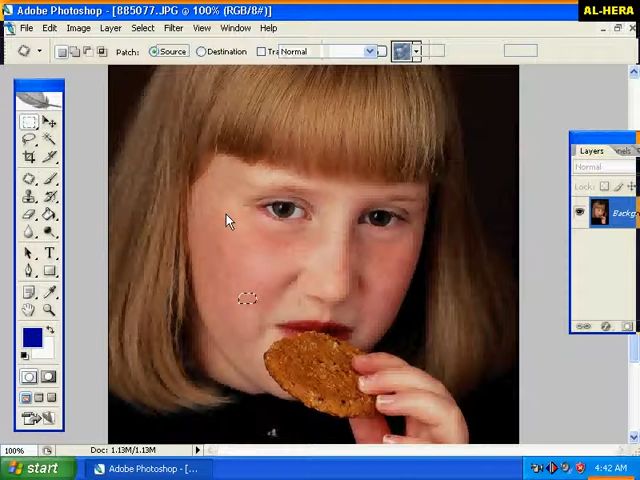 Adobe Photoshop - [885077.JPG @ 100% (RGB/8#)]
AL-HERA
File Edit Image Layer Select Filter View Window Help
Patch: Source Destination Normal
Layers
Normal
Lock:
100% Doc: 1.13M/1.13M
start Adobe Photoshop - [... 4:42 AM